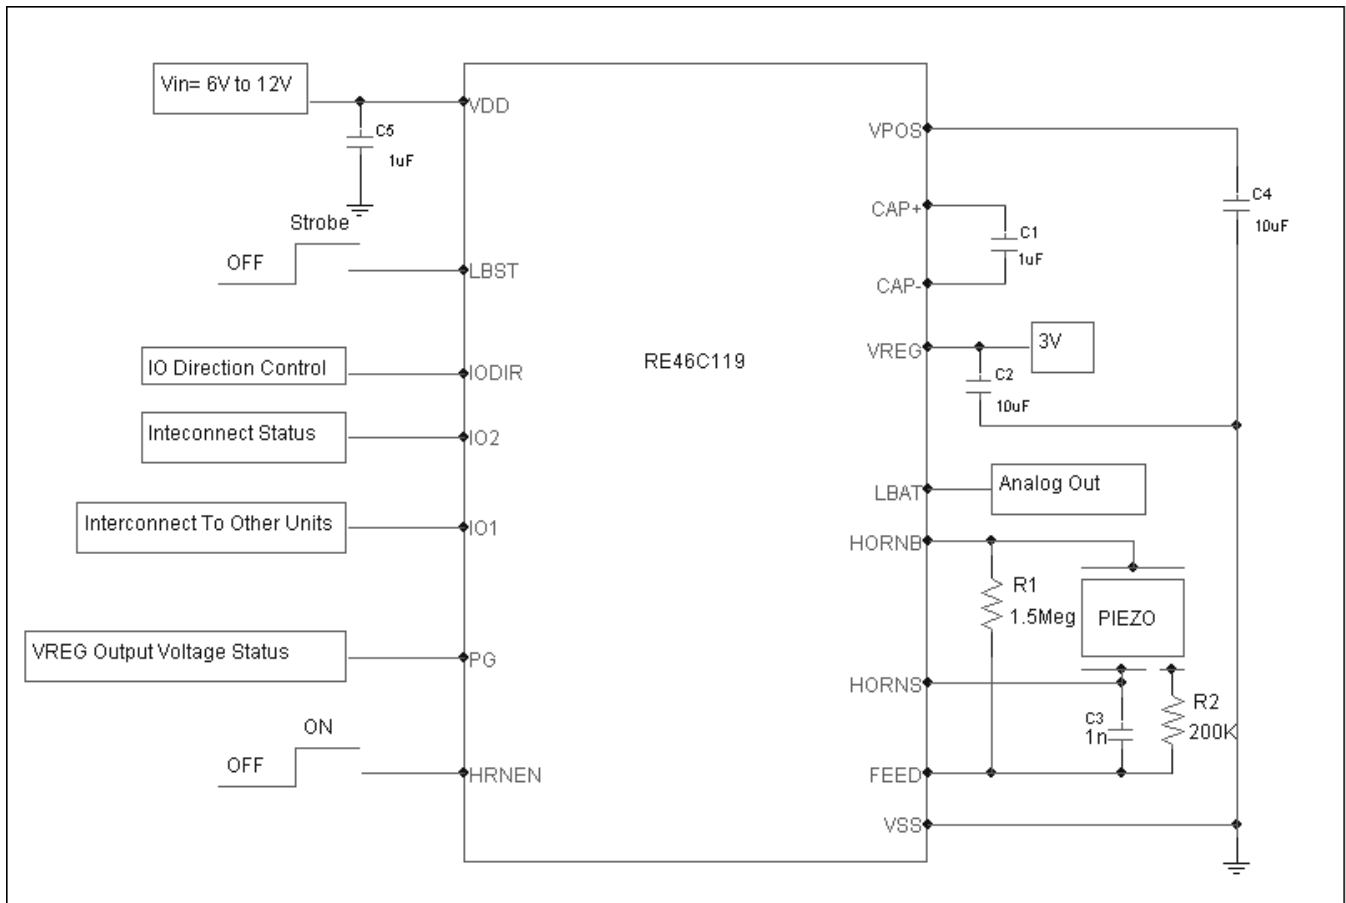 Vin= 6V to 12V
VDD
C5
1uF
Strobe
OFF
LBST
IO Direction Control
IODIR
Inteconnect Status
IO2
Interconnect To Other Units
IO1
VREG Output Voltage Status
PG
ON
OFF
HRNEN
RE46C119
VPOS
C4
10uF
CAP+
C1
1uF
CAP-
VREG
3V
C2
10uF
LBAT
Analog Out
HORNB
R1
1.5Meg
PIEZO
HORNS
C3
1n
R2
200K
FEED
VSS